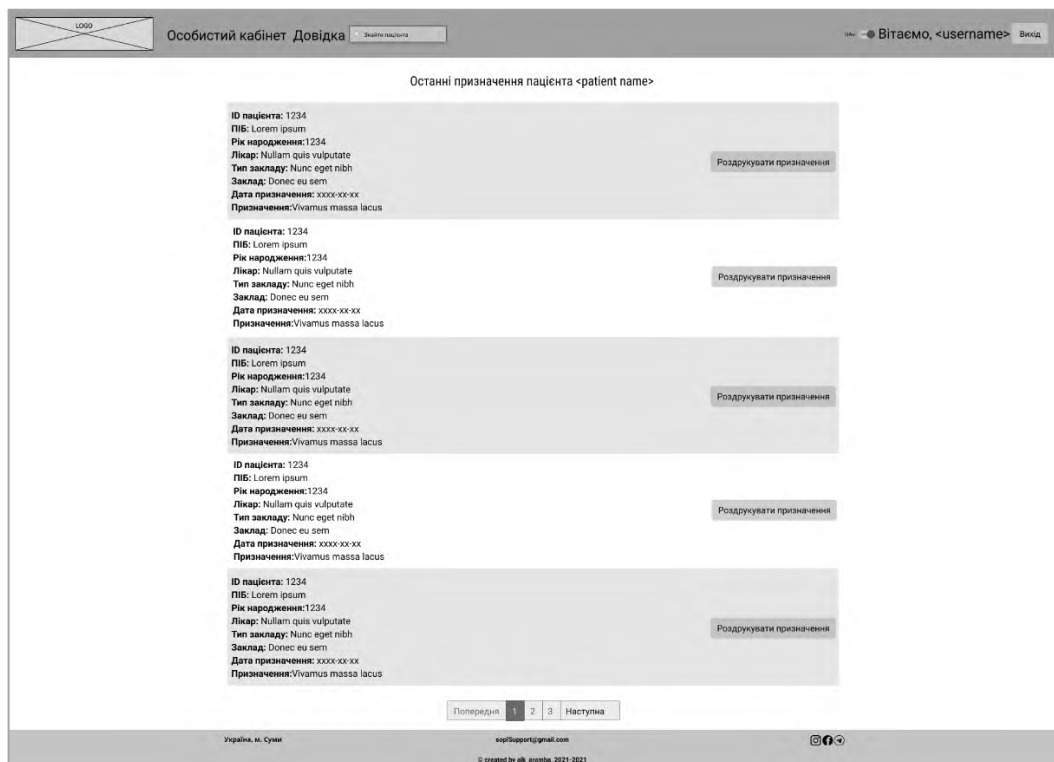 LOGO
Особистий кабінет Довідка Знайти пацієнта UA Вітаємо, <username> Вихід
Останні призначення пацієнта <patient name>
ID пацієнта: 1234
ПІБ: Lorem ipsum
Рік народження:1234
Лікар: Nullam quis vulputate
Тип закладу: Nunc eget nibh
Заклад: Donec eu sem
Дата призначення: xxxx-xx-xx
Призначення:Vivamus massa lacus
Роздрукувати призначення
ID пацієнта: 1234
ПІБ: Lorem ipsum
Рік народження:1234
Лікар: Nullam quis vulputate
Тип закладу: Nunc eget nibh
Заклад: Donec eu sem
Дата призначення: xxxx-xx-xx
Призначення:Vivamus massa lacus
Роздрукувати призначення
ID пацієнта: 1234
ПІБ: Lorem ipsum
Рік народження:1234
Лікар: Nullam quis vulputate
Тип закладу: Nunc eget nibh
Заклад: Donec eu sem
Дата призначення: xxxx-xx-xx
Призначення:Vivamus massa lacus
Роздрукувати призначення
ID пацієнта: 1234
ПІБ: Lorem ipsum
Рік народження:1234
Лікар: Nullam quis vulputate
Тип закладу: Nunc eget nibh
Заклад: Donec eu sem
Дата призначення: xxxx-xx-xx
Призначення:Vivamus massa lacus
Роздрукувати призначення
ID пацієнта: 1234
ПІБ: Lorem ipsum
Рік народження:1234
Лікар: Nullam quis vulputate
Тип закладу: Nunc eget nibh
Заклад: Donec eu sem
Дата призначення: xxxx-xx-xx
Призначення:Vivamus massa lacus
Роздрукувати призначення
Попередня 1 2 3 Наступна
Україна, м. Суми sopiSupport@gmail.com
© created by aik_aramba, 2021-2021